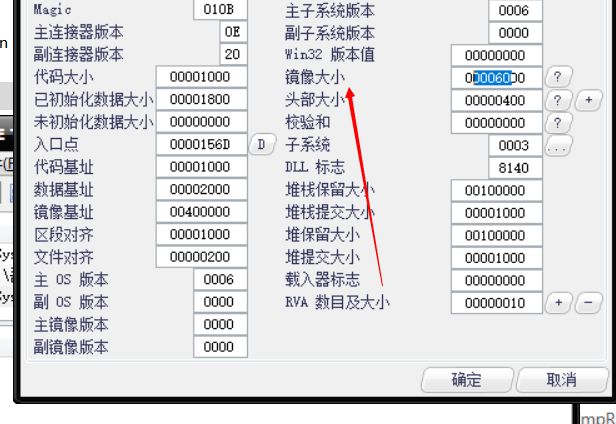 Magic 010B 主子系统版本 0006
主连接器版本 0E 副子系统版本 0000
副连接器版本 20 Win32 版本值 00000000
代码大小 00001000 镜像大小 00006000 ?
已初始化数据大小 00001800 头部大小 00000400 ? +
未初始化数据大小 00000000 校验和 00000000 ?
入口点 0000156D D 子系统 0003 ...
代码基址 00001000 DLL 标志 8140
数据基址 00002000 堆栈保留大小 00100000
镜像基址 00400000 堆栈提交大小 00001000
区段对齐 00001000 堆保留大小 00100000
文件对齐 00000200 堆提交大小 00001000
主 OS 版本 0006 载入器标志 00000000
副 OS 版本 0000 RVA 数目及大小 00000010 + -
主镜像版本 0000
副镜像版本 0000
确定 取消
mpR